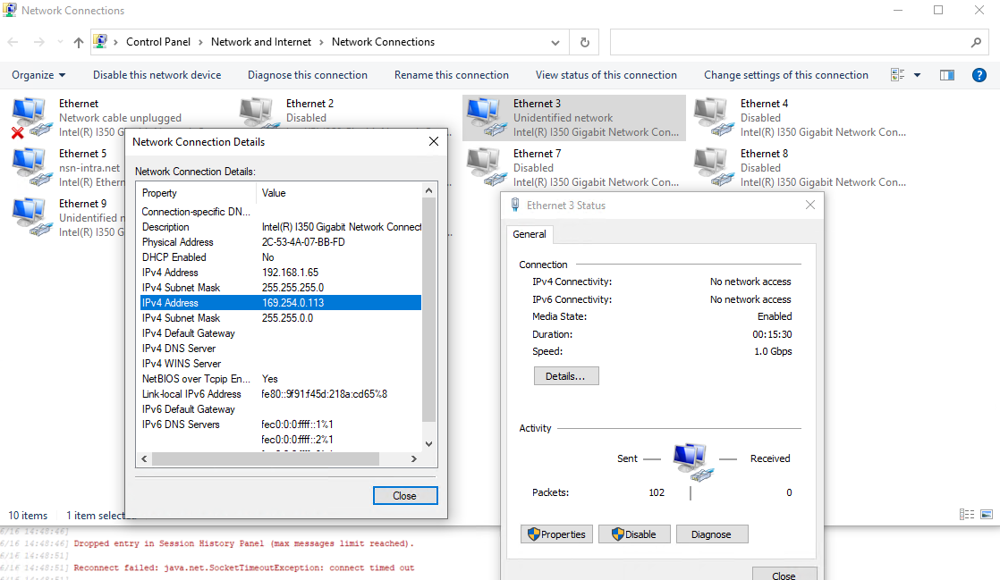 Network Connections
Control Panel > Network and Internet > Network Connections
Organize Disable this network device Diagnose this connection Rename this connection View status of this connection Change settings of this connection
Ethernet
Network cable unplugged
Intel(R) I350 Gigabit Network Con...
Ethernet 2
Disabled
Ethernet 3
Unidentified network
Intel(R) I350 Gigabit Network Con...
Ethernet 4
Disabled
Intel(R) I350 Gigabit Network Con...
Ethernet 5
nsn-intra.net
Intel(R) Ethern
Ethernet 7
Disabled
Intel(R) I350 Gigabit Network Con...
Ethernet 8
Disabled
Intel(R) I350 Gigabit Network Con...
Ethernet 9
Unidentified n
Intel(R) I350 G
Network Connection Details
Network Connection Details:
Property Value
Connection-specific DN...
Description Intel(R) I350 Gigabit Network Connect
Physical Address 2C-53-4A-07-BB-FD
DHCP Enabled No
IPv4 Address 192.168.1.65
IPv4 Subnet Mask 255.255.255.0
IPv4 Address 169.254.0.113
IPv4 Subnet Mask 255.255.0.0
IPv4 Default Gateway
IPv4 DNS Server
IPv4 WINS Server
NetBIOS over Tcpip En... Yes
Link-local IPv6 Address fe80::9f91:f45d:218a:cd65%8
IPv6 Default Gateway
IPv6 DNS Servers fec0:0:0:ffff::1%1
fec0:0:0:ffff::2%1
Close
Ethernet 3 Status
General
Connection
IPv4 Connectivity: No network access
IPv6 Connectivity: No network access
Media State: Enabled
Duration: 00:15:30
Speed: 1.0 Gbps
Details...
Activity
Sent Received
Packets: 102 0
Properties Disable Diagnose
Close
10 items 1 item select
6/16 14:48:46]
6/16 14:48:46] Dropped entry in Session History Panel (max messages limit reached).
6/16 14:48:51]
6/16 14:48:51] Reconnect failed: java.net.SocketTimeoutException: connect timed out
6/16 14:48:51]